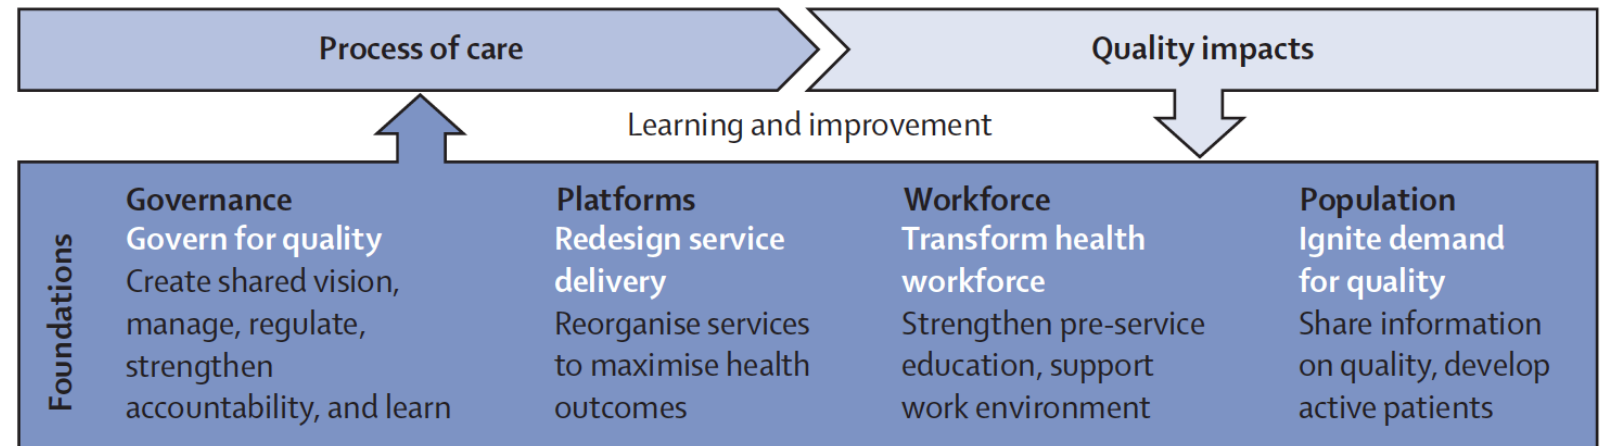 Process of care
Quality impacts
Learning and improvement
Foundations
Governance
Govern for quality
Create shared vision,
manage, regulate,
strengthen
accountability, and learn
Platforms
Redesign service
delivery
Reorganise services
to maximise health
outcomes
Workforce
Transform health
workforce
Strengthen pre-service
education, support
work environment
Population
Ignite demand
for quality
Share information
on quality, develop
active patients